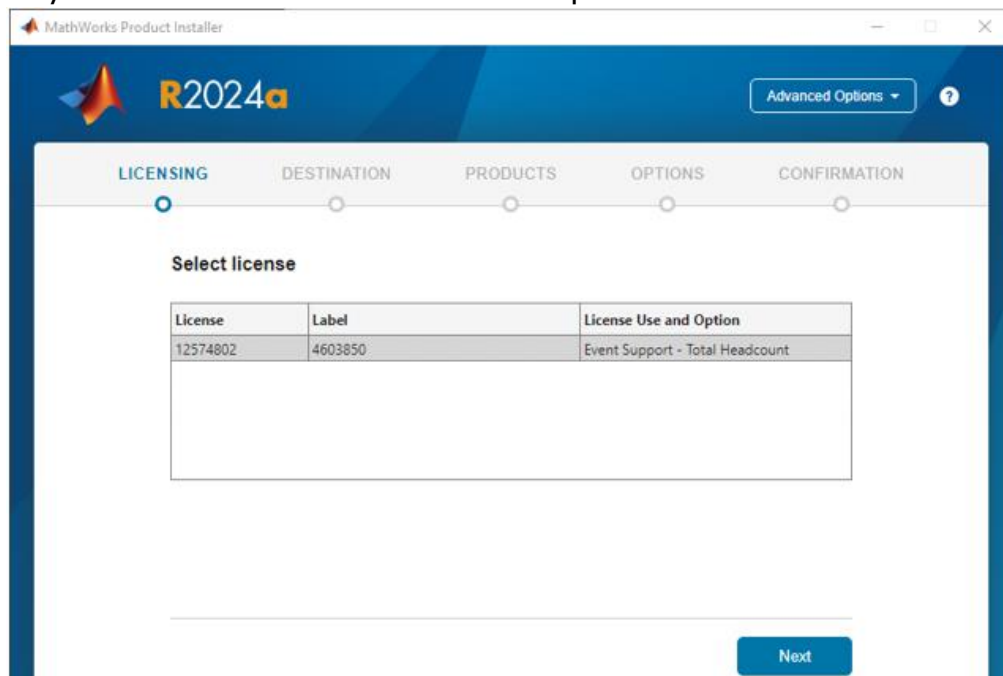 MathWorks Product Installer
R2024a
Advanced Options
?
LICENSING DESTINATION PRODUCTS OPTIONS CONFIRMATION
Select license
License Label License Use and Option
12574802 4603850 Event Support - Total Headcount
Next